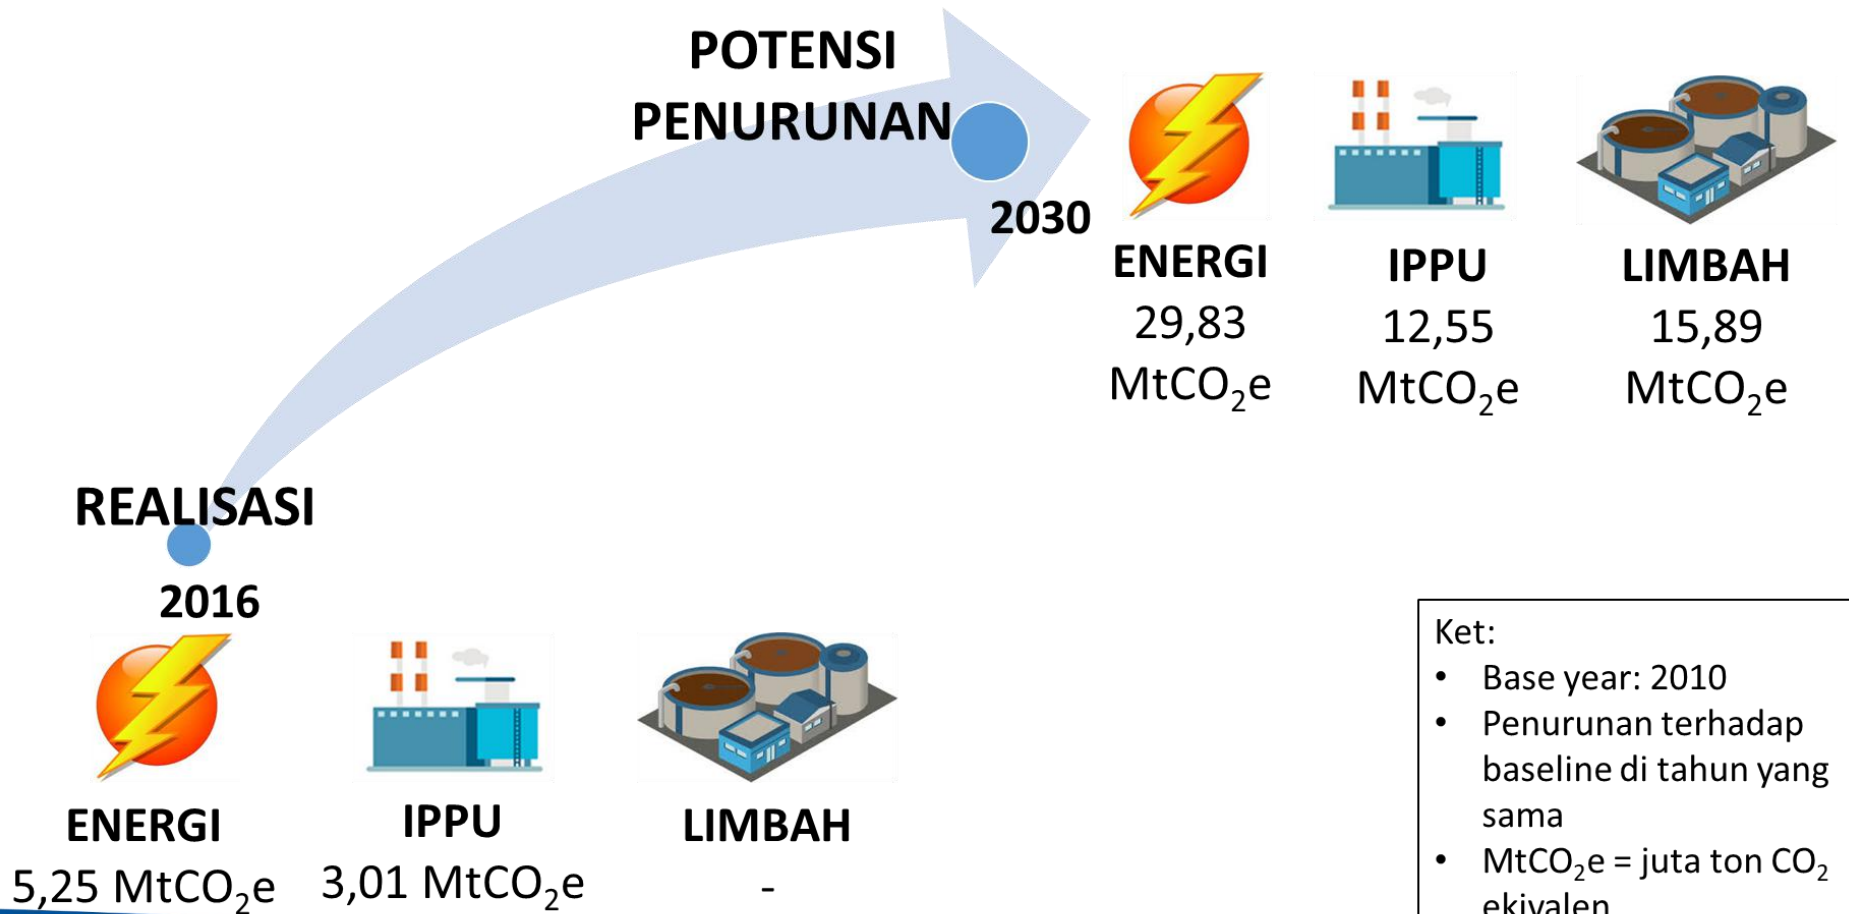 POTENSI
PENURUNAN
2030
ENERGI
29,83
MtCO₂e
IPPU
12,55
MtCO₂e
LIMBAH
15,89
MtCO₂e
REALISASI
2016
ENERGI
5,25 MtCO₂e
IPPU
3,01 MtCO₂e
LIMBAH
-
Ket:
• Base year: 2010
• Penurunan terhadap
baseline di tahun yang
sama
• MtCO₂e = juta ton CO₂
ekivalen